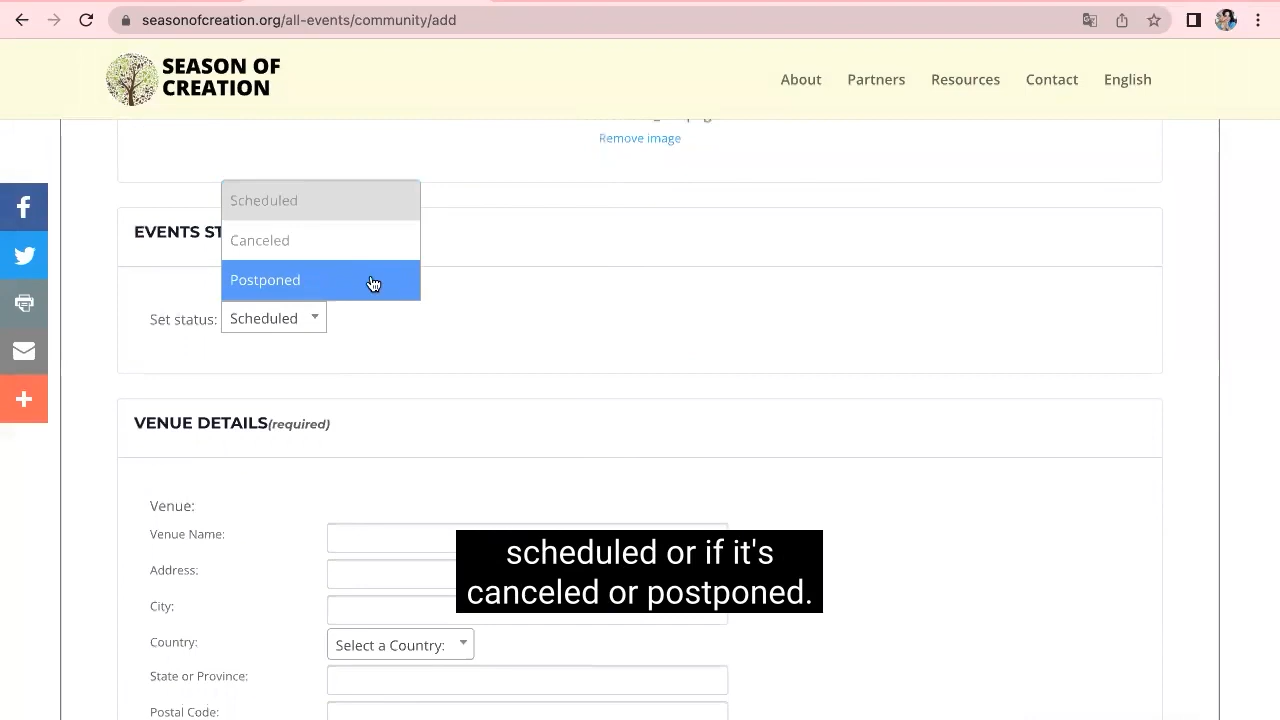 seasonofcreation.org/all-events/community/add
SEASON OF
CREATION
About
Partners
Resources
Contact
English
Remove image
Scheduled
EVENTS ST
Canceled
Postponed
Set status:
Scheduled
VENUE DETAILS(required)
Venue:
Venue Name:
scheduled or if it's
canceled or postponed.
Address:
City:
Country:
Select a Country:
State or Province:
Postal Code: